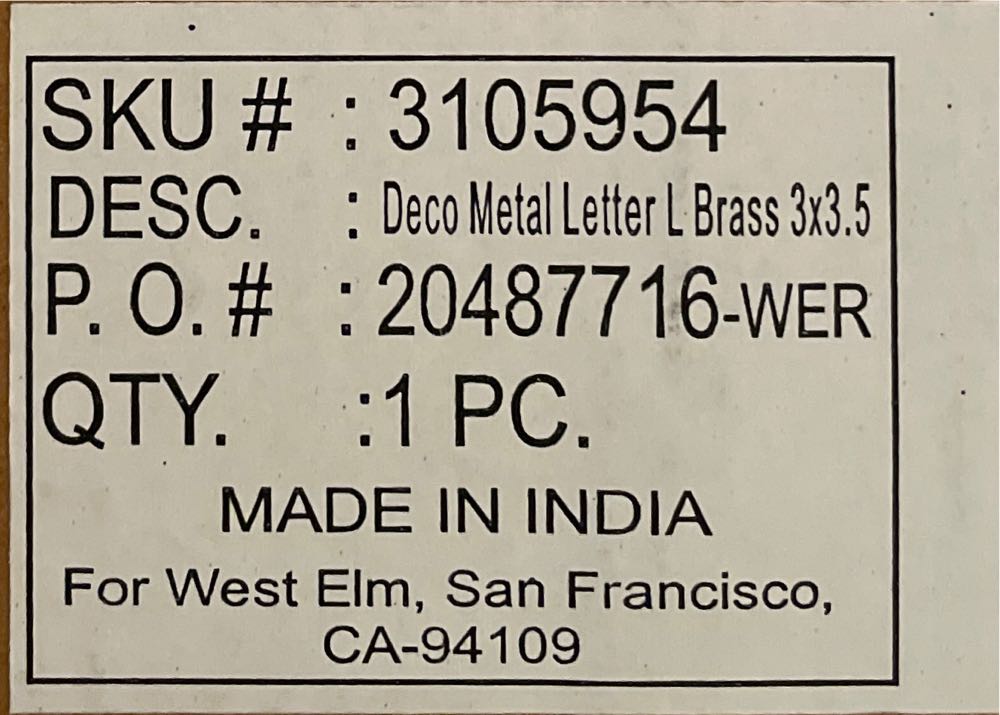 SKU # : 3105954
DESC. : Deco Metal Letter L Brass 3x3.5
P. O. # : 20487716-WER
QTY. :1 PC.
MADE IN INDIA
For West Elm, San Francisco,
CA-94109